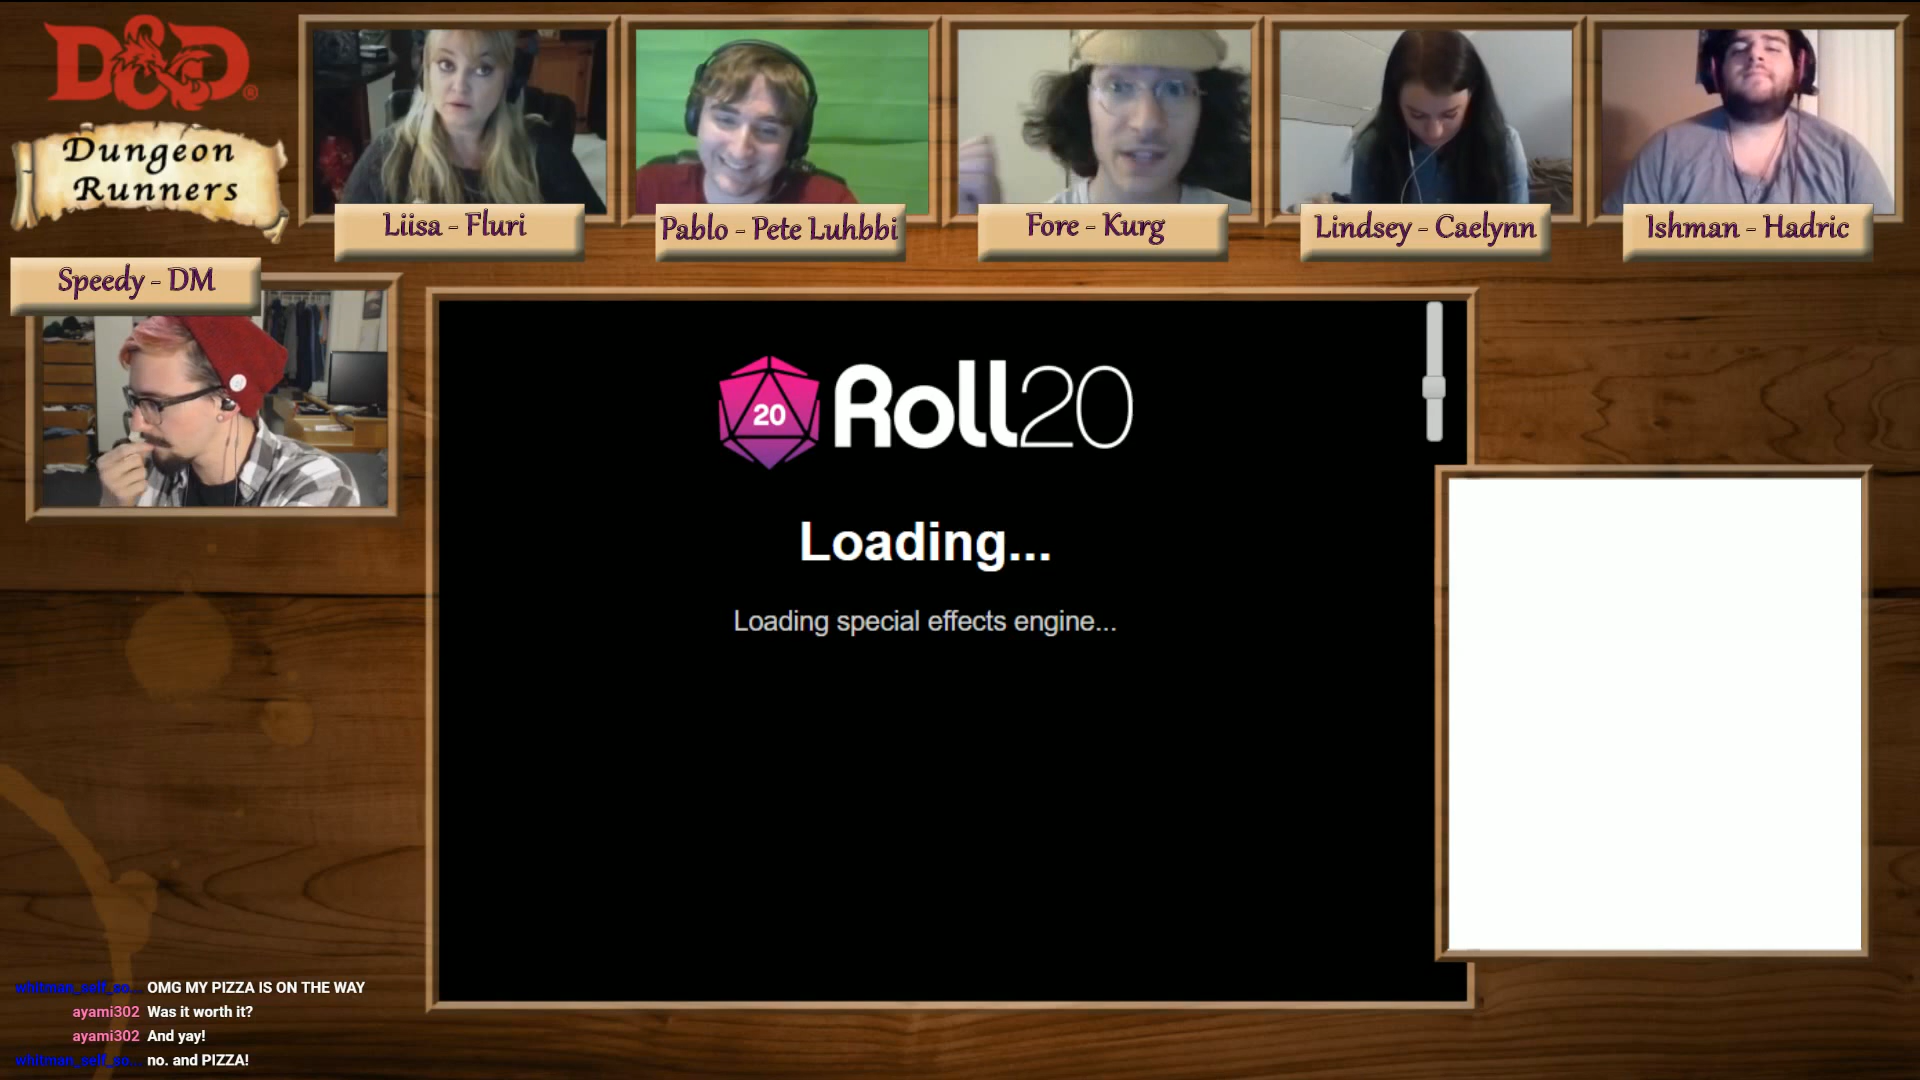 D&D®
Dungeon
Runners
Liisa - Fluri
Pablo - Pete Luhbbi
Fore - Kurg
Lindsey - Caelynn
Ishman - Hadric
Speedy - DM
20
Roll20
Loading...
Loading special effects engine...
whitman_self_so... OMG MY PIZZA IS ON THE WAY
ayami302 Was it worth it?
ayami302 And yay!
whitman_self_so... no. and PIZZA!